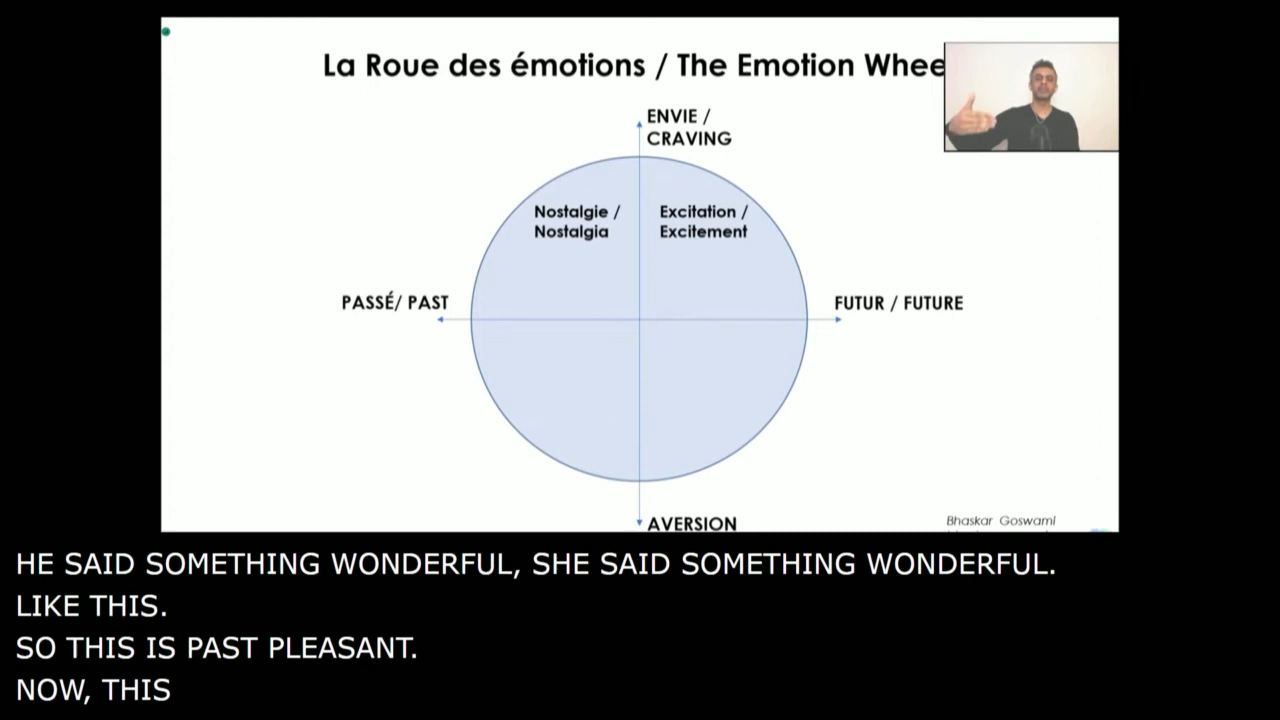 La Roue des émotions / The Emotion Whee
ENVIE /
CRAVING
Nostalgie /
Nostalgia
Excitation /
Excitement
PASSÉ/ PAST
FUTUR / FUTURE
AVERSION
Bhaskar Goswami
HE SAID SOMETHING WONDERFUL, SHE SAID SOMETHING WONDERFUL.
LIKE THIS.
SO THIS IS PAST PLEASANT.
NOW, THIS